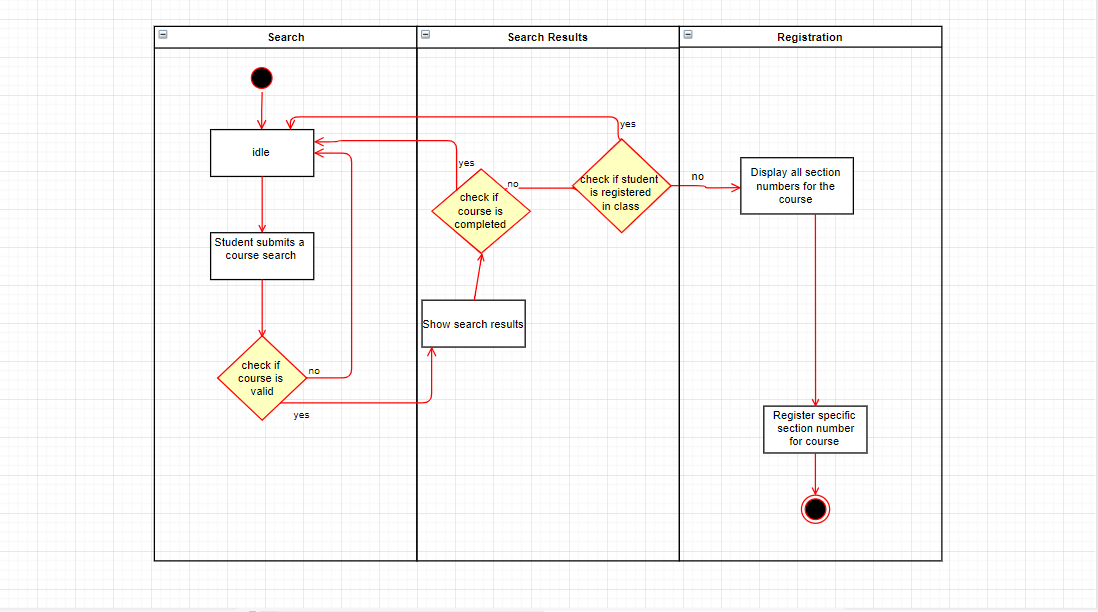 Search
Search Results
Registration
idle
yes
yes
no
no
check if student
is registered
in class
check if
course is
completed
Display all section
numbers for the
course
Student submits a
course search
Show search results
check if
course is
valid
no
yes
Register specific
section number
for course